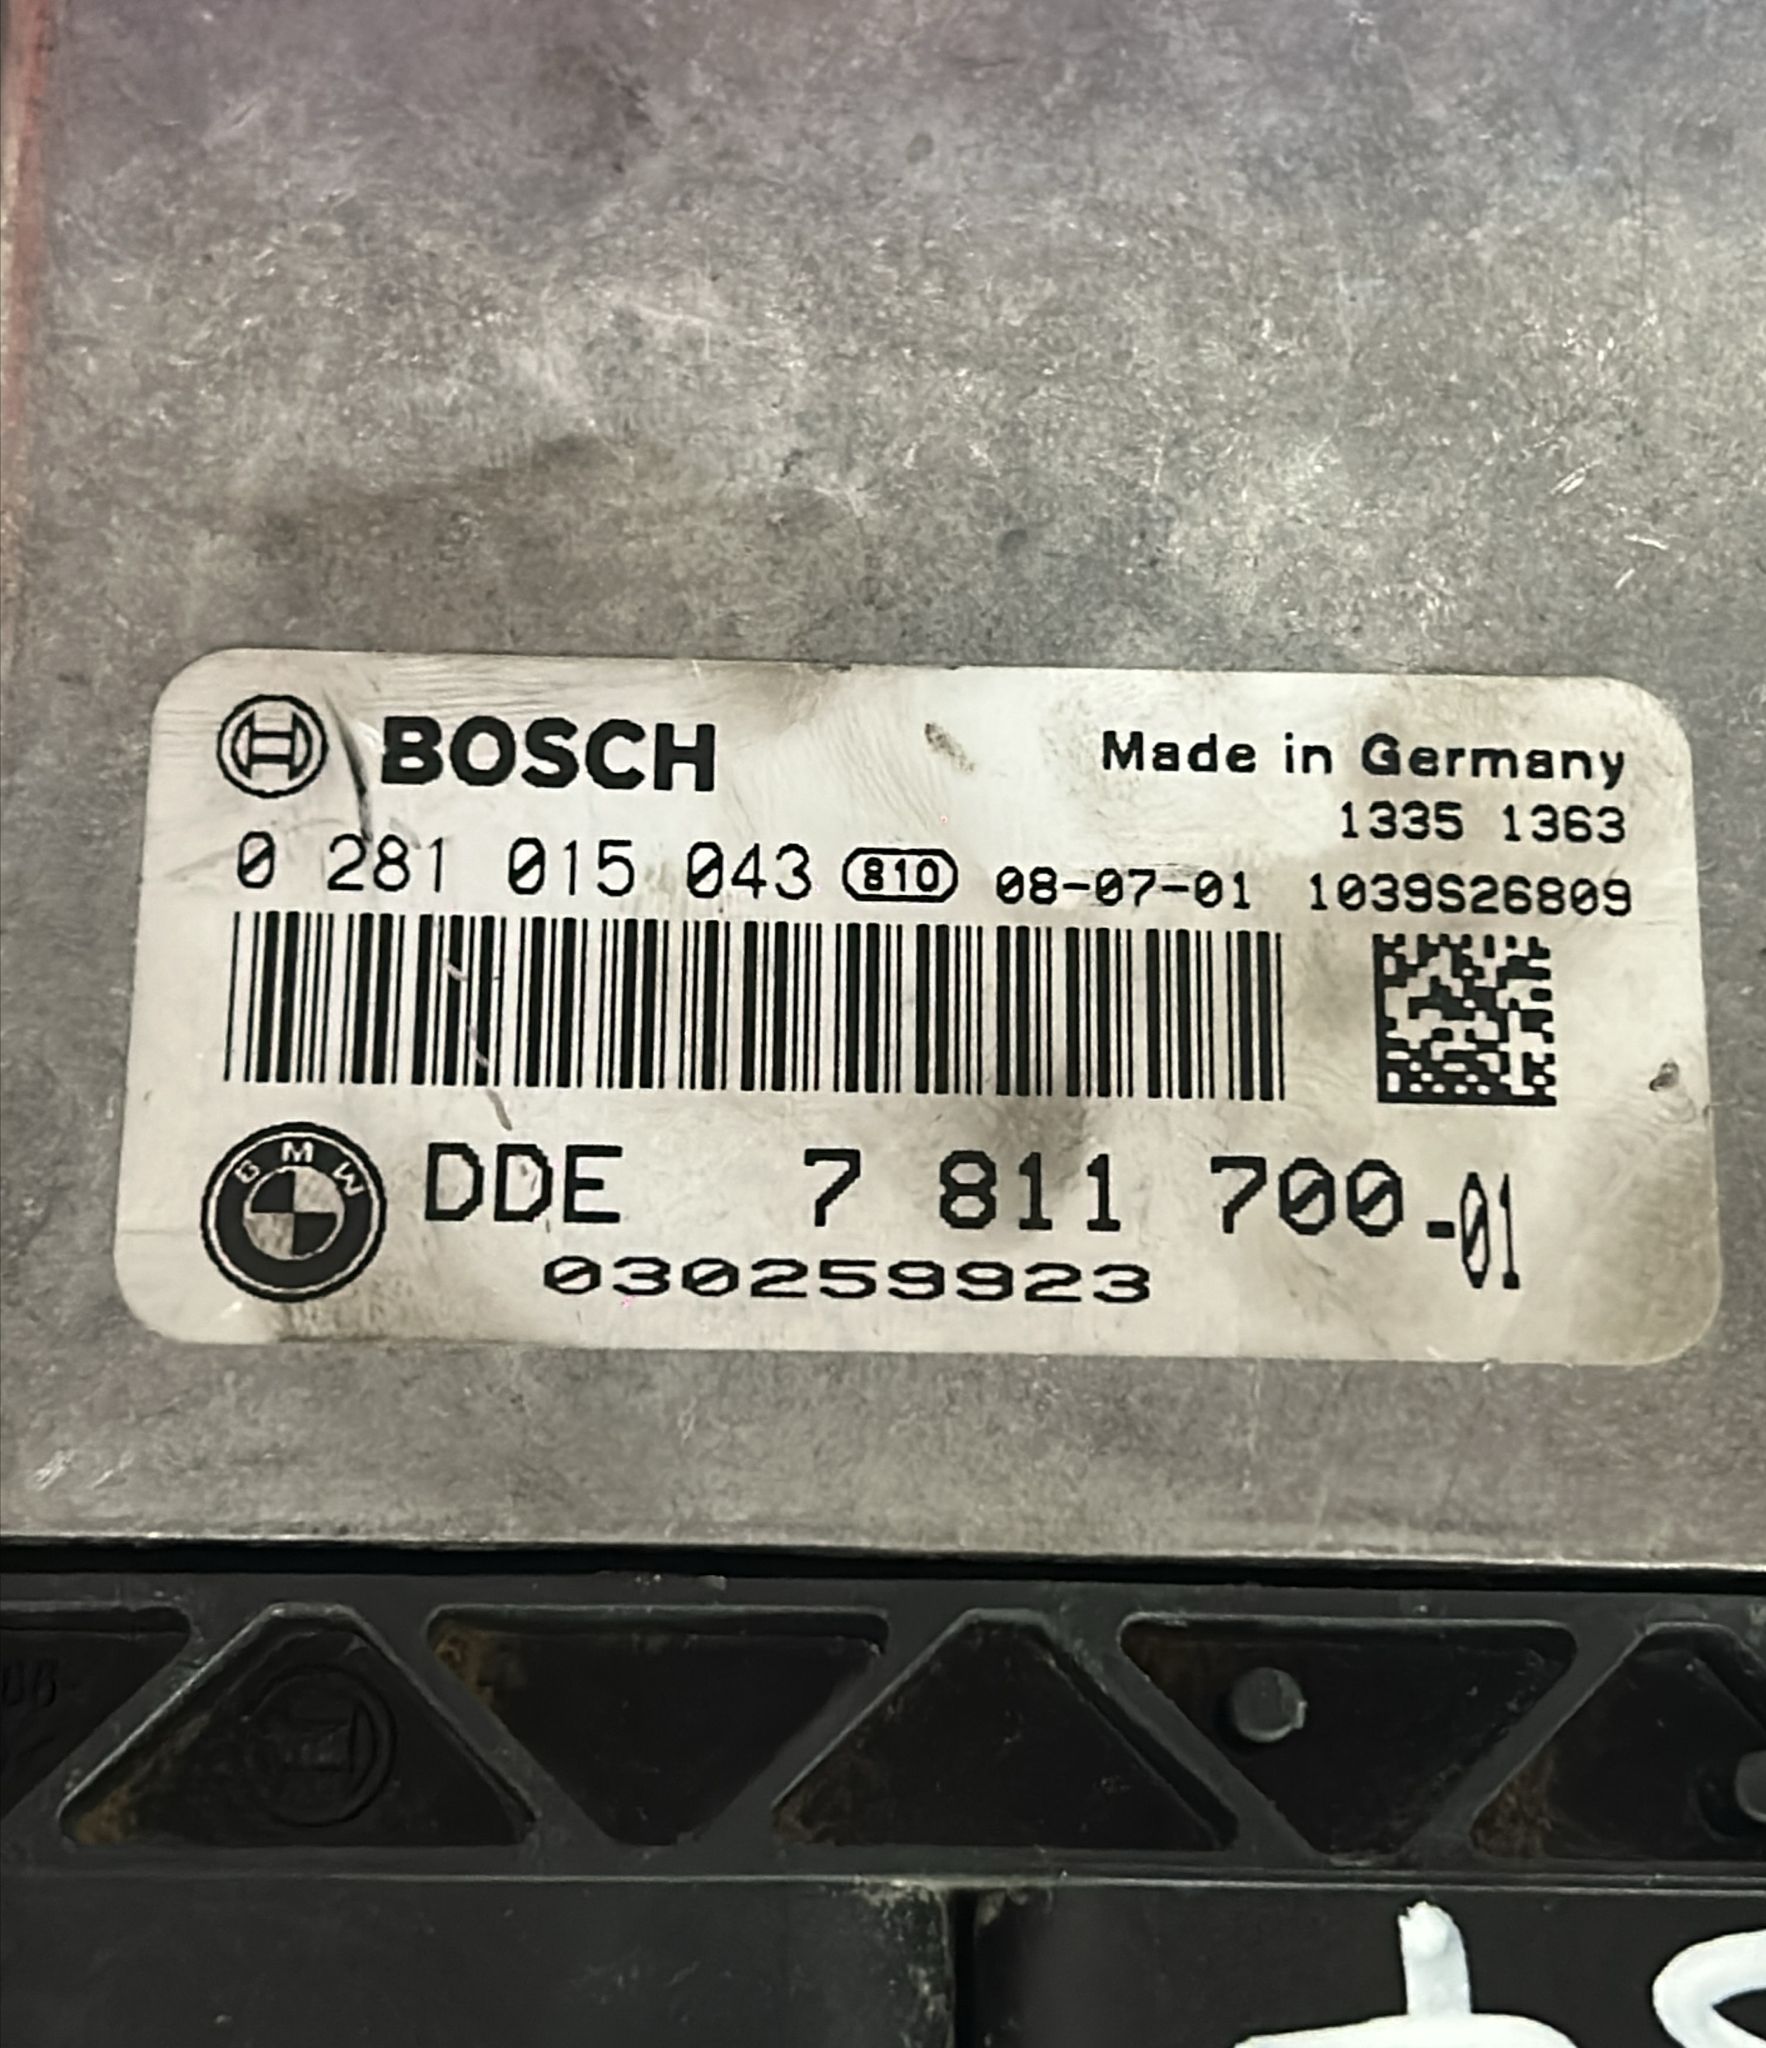 BOSCH
Made in Germany
1335 1363
0 281 015 043 810 08-07-01 1039S26809
BMW
DDE 7 811 700-01
030259923